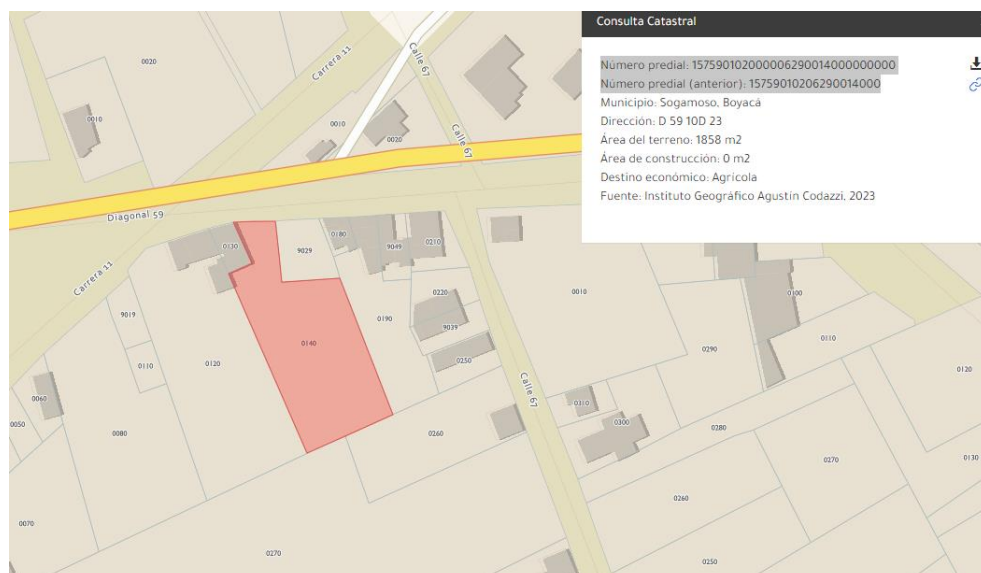 Consulta Catastral
Número predial: 157590102000006290014000000000
Número predial (anterior): 15759010206290014000
Municipio: Sogamoso, Boyacá
Dirección: D 59 10D 23
Área del terreno: 1858 m2
Área de construcción: 0 m2
Destino económico: Agrícola
Fuente: Instituto Geográfico Agustín Codazzi, 2023
Carrera 11
Calle 67
0020
0010
0010
0020
Calle 67
Diagonal 59
Carrera 11
0130
9029
0180
9049
0210
0220
0190
9039
0250
0010
0100
0110
0290
0120
9019
0110
0120
0140
0060
0050
0080
0260
Calle 67
0310
0300
0280
0270
0130
0260
0070
0270
0250